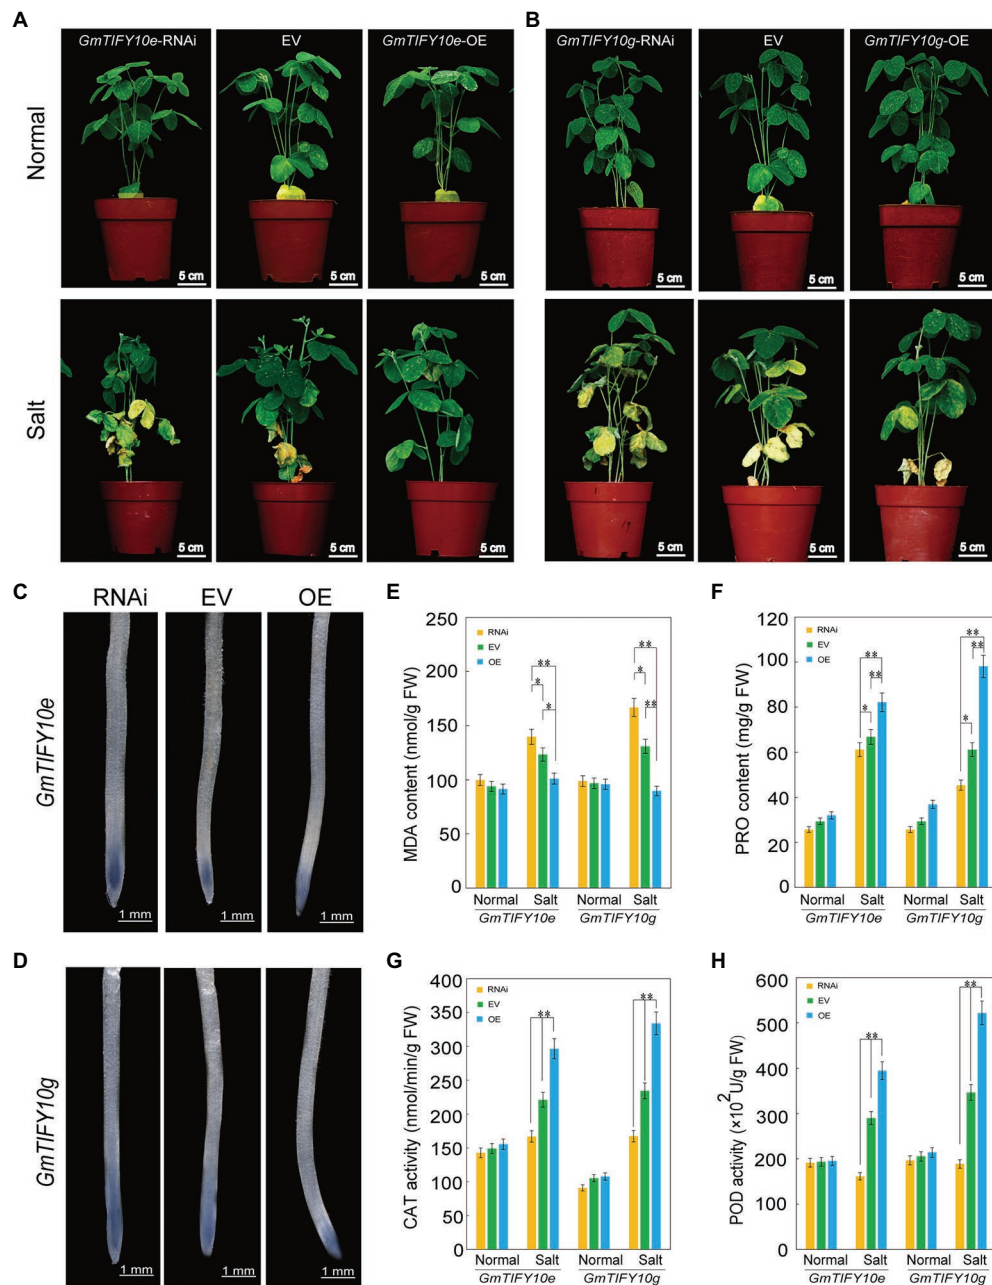 A
B
GmTIFY10e-RNAi
EV
GmTIFY10e-OE
GmTIFY10g-RNAi
EV
GmTIFY10g-OE
Normal
5 cm
5 cm
5 cm
5 cm
5 cm
5 cm
Salt
5 cm
5 cm
5 cm
5 cm
5 cm
5 cm
C
RNAi
EV
OE
GmTIFY10e
1 mm
1 mm
1 mm
D
GmTIFY10g
1 mm
1 mm
1 mm
E
MDA content (nmol/g FW)
250
200
150
100
50
0
RNAi
EV
OE
**
*
*
**
*
**
Normal
Salt
Normal
Salt
GmTIFY10e
GmTIFY10g
F
PRO content (mg/g FW)
120
100
80
60
40
20
0
RNAi
EV
OE
**
**
*
**
**
*
Normal
Salt
Normal
Salt
GmTIFY10e
GmTIFY10g
G
CAT activity (nmol/min/g FW)
400
350
300
250
200
150
100
50
0
RNAi
EV
OE
**
**
Normal
Salt
Normal
Salt
GmTIFY10e
GmTIFY10g
H
POD activity (×10² U/g FW)
600
500
400
300
200
100
0
RNAi
EV
OE
**
**
Normal
Salt
Normal
Salt
GmTIFY10e
GmTIFY10g